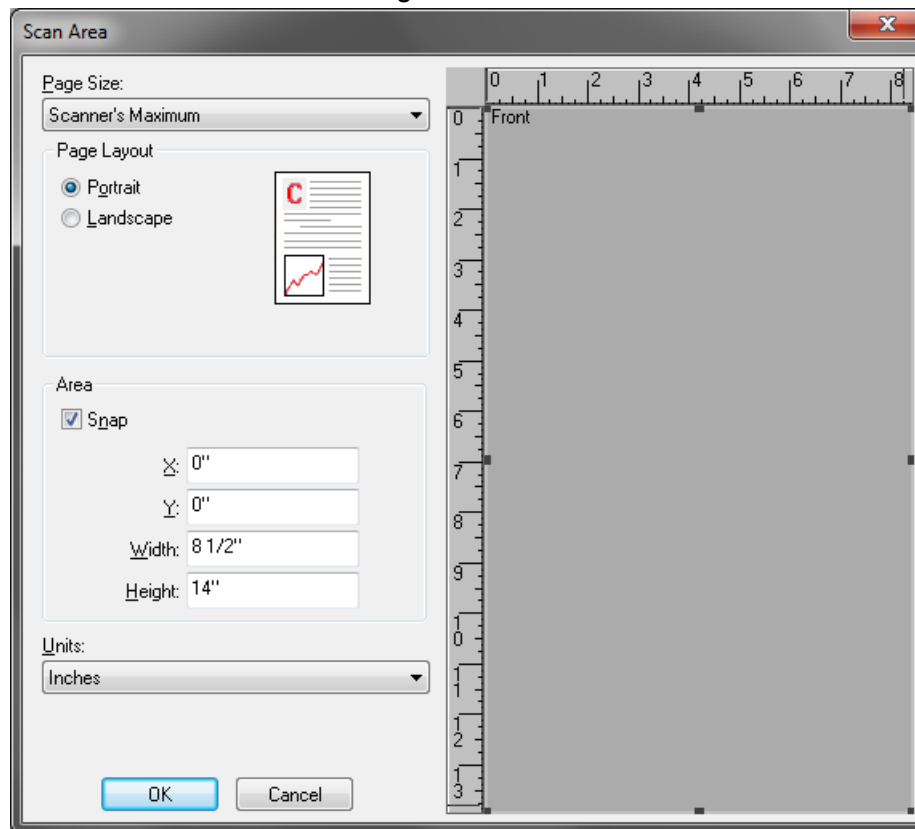 Scan Area
Page Size:
Scanner's Maximum
Page Layout
Portrait
Landscape
C
Area
Snap
X: 0"
Y: 0"
Width: 8 1/2"
Height: 14"
Units:
Inches
OK Cancel
0 1 2 3 4 5 6 7 8
Front
0
1
2
3
4
5
6
7
8
9
10
11
12
13